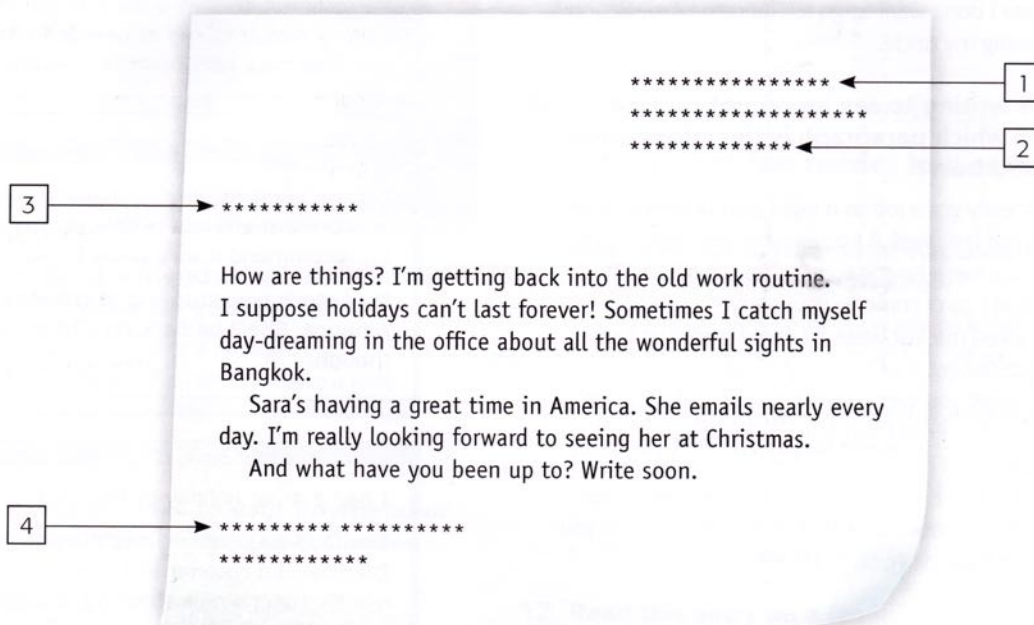 **************** 1
*******************
************* 2
3 ***********
How are things? I'm getting back into the old work routine.
I suppose holidays can't last forever! Sometimes I catch myself
day-dreaming in the office about all the wonderful sights in
Bangkok.
Sara's having a great time in America. She emails nearly every
day. I'm really looking forward to seeing her at Christmas.
And what have you been up to? Write soon.
4 ********* **********
************